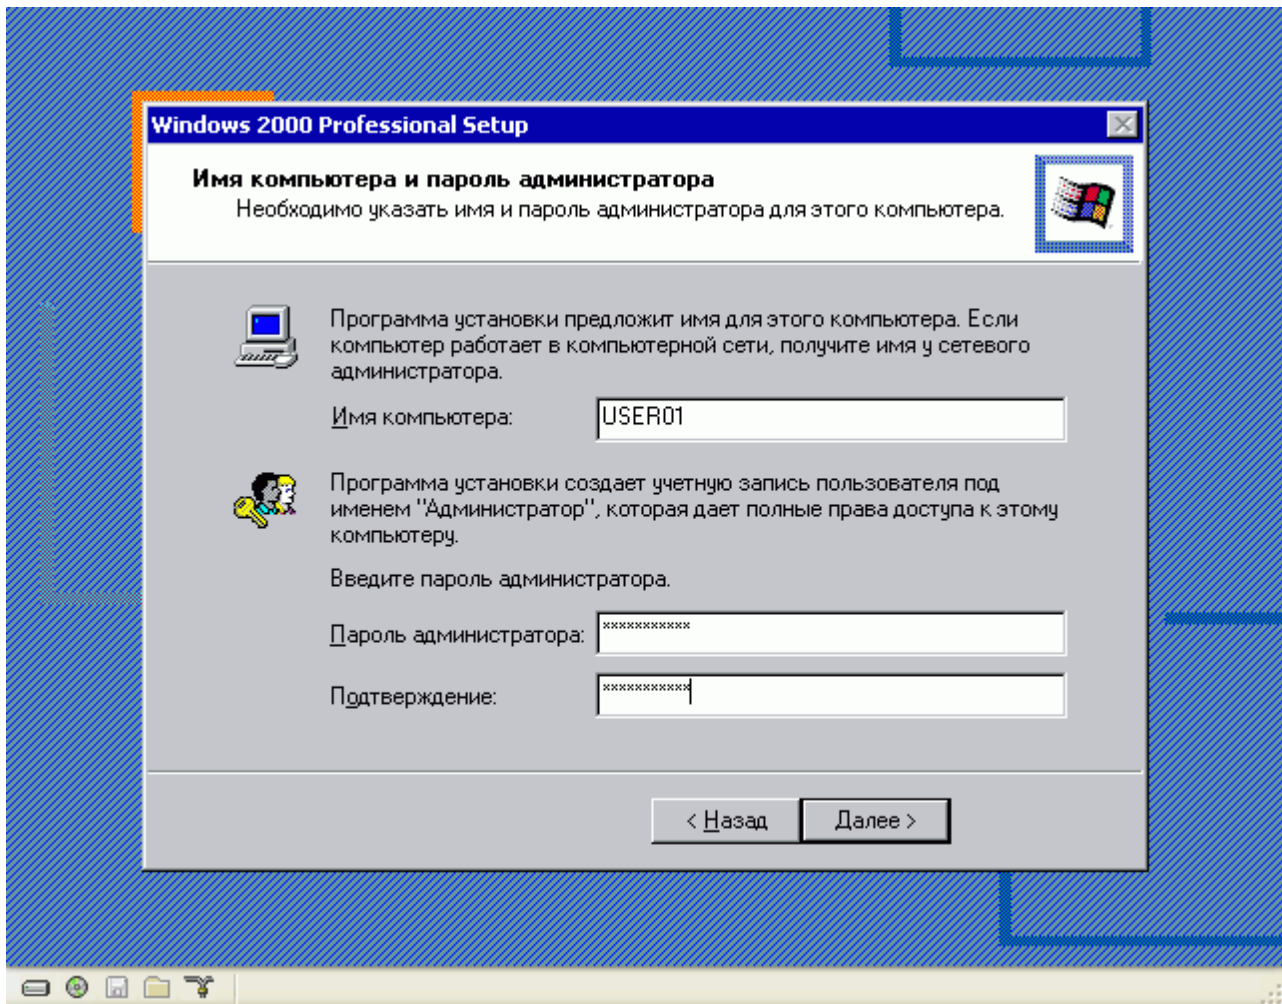 Windows 2000 Professional Setup
Имя компьютера и пароль администратора
Необходимо указать имя и пароль администратора для этого компьютера.
Программа установки предложит имя для этого компьютера. Если
компьютер работает в компьютерной сети, получите имя у сетевого
администратора.
Имя компьютера: USER01
Программа установки создает учетную запись пользователя под
именем "Администратор", которая дает полные права доступа к этому
компьютеру.
Введите пароль администратора.
Пароль администратора: ***********
Подтверждение: ***********
< Назад Далее >